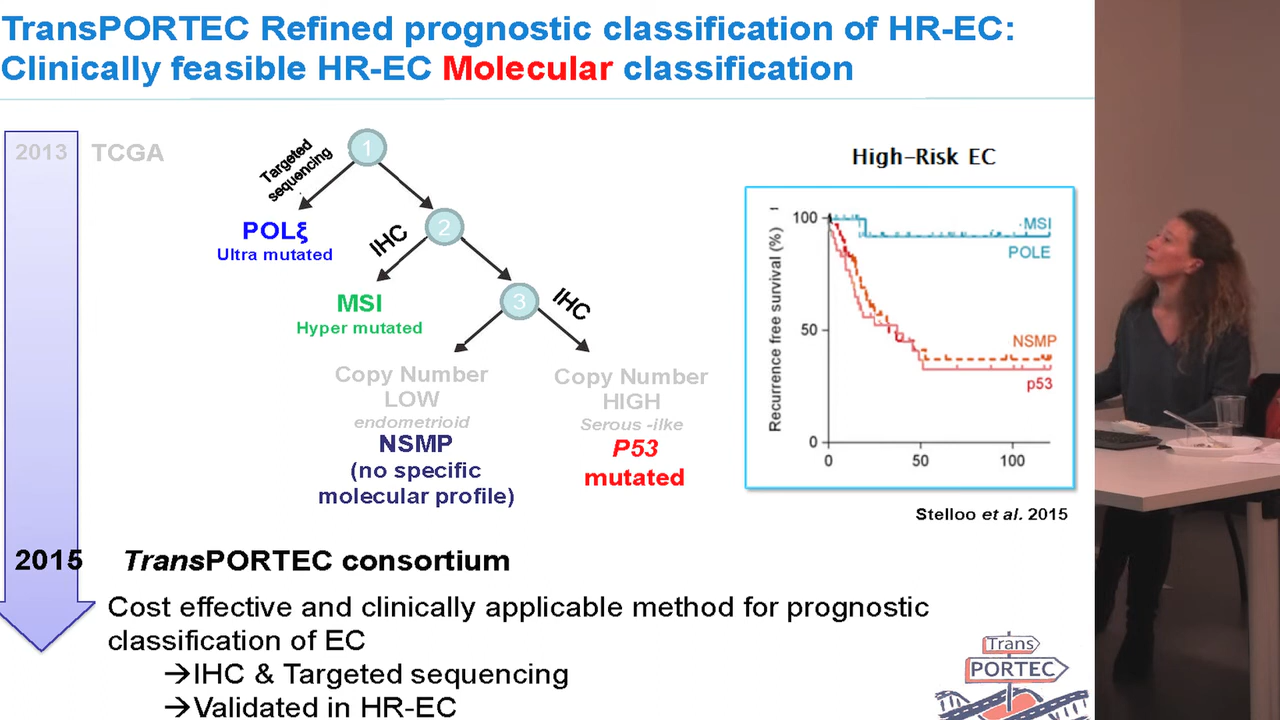 TransPORTEC Refined prognostic classification of HR-EC:
Clinically feasible HR-EC Molecular classification
2013
TCGA
Targeted
sequencing
1
POLξ
Ultra mutated
IHC
2
MSI
Hyper mutated
3
IHC
Copy Number
LOW
endometrioid
NSMP
(no specific
molecular profile)
Copy Number
HIGH
Serous -ilke
P53
mutated
High-Risk EC
Recurrence free survival (%)
100
50
0
0
50
100
MSI
POLE
NSMP
p53
Stelloo et al. 2015
2015
TransPORTEC consortium
Cost effective and clinically applicable method for prognostic
classification of EC
→IHC & Targeted sequencing
→Validated in HR-EC
Trans
PORTEC